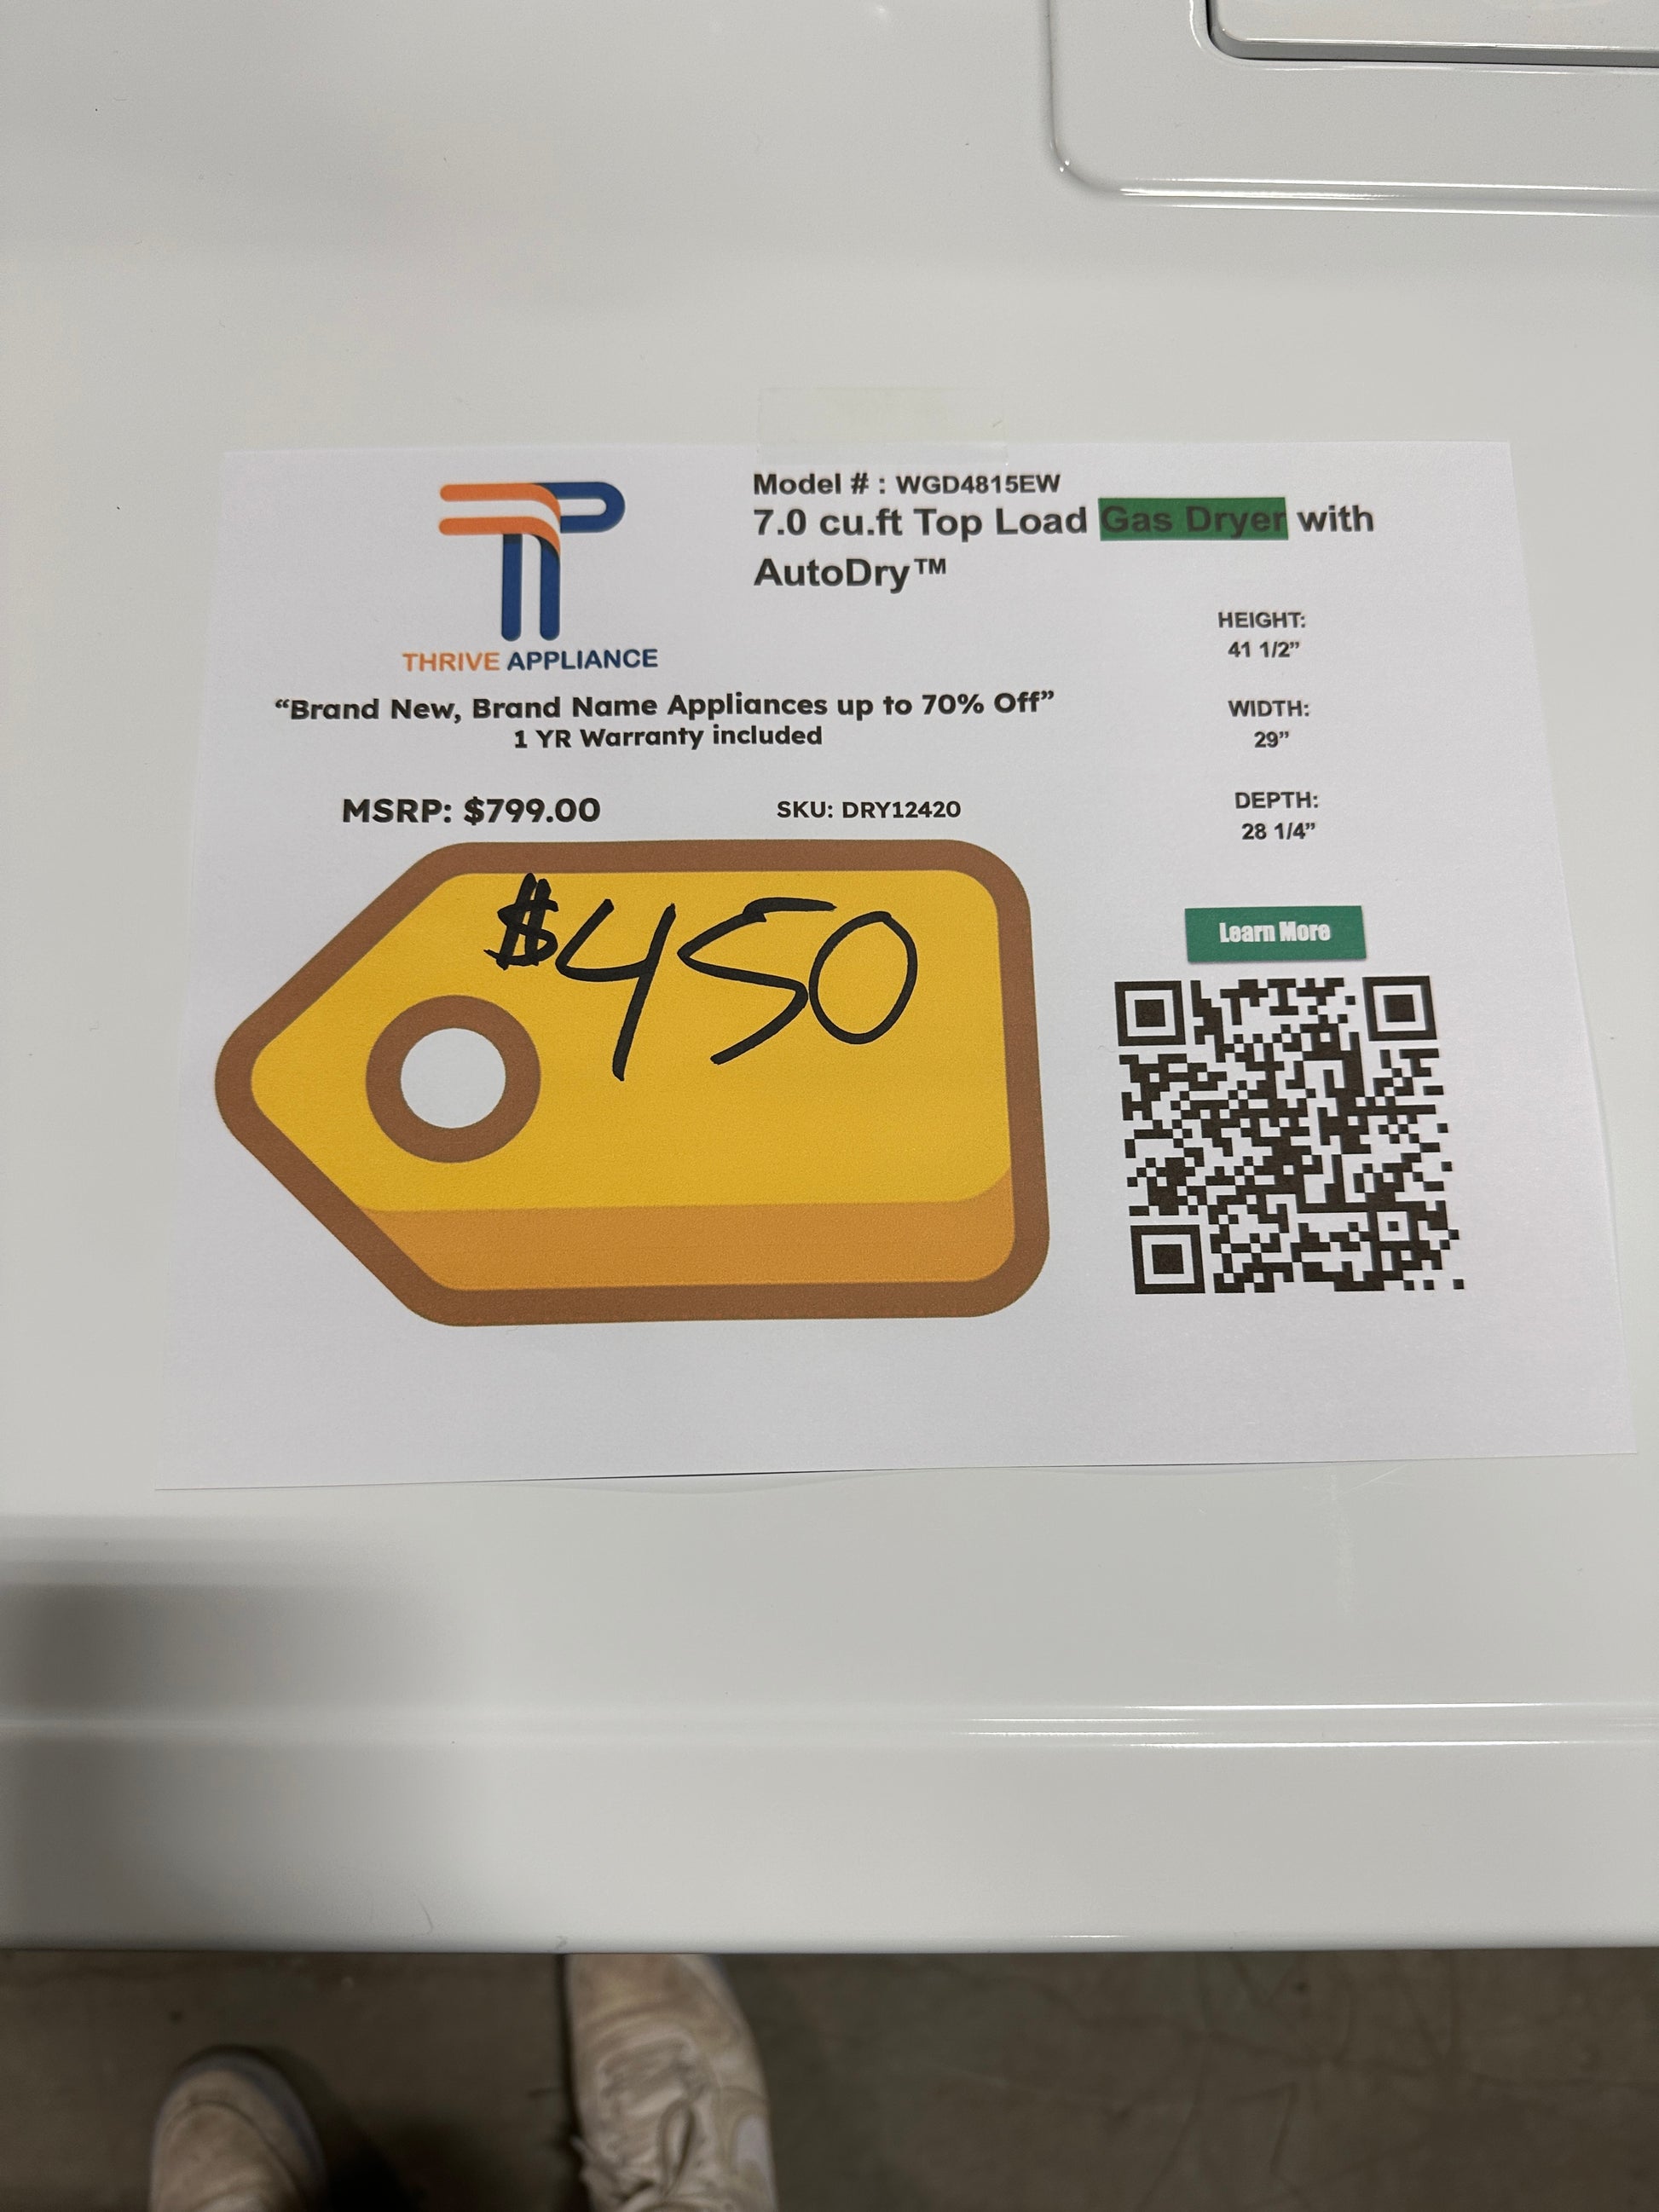 Model # : WGD4815EW
7.0 cu.ft Top Load Gas Dryer with
AutoDry™
THRIVE APPLIANCE
“Brand New, Brand Name Appliances up to 70% Off”
1 YR Warranty included
MSRP: $799.00
SKU: DRY12420
$450
HEIGHT:
41 1/2”
WIDTH:
29”
DEPTH:
28 1/4”
Learn More